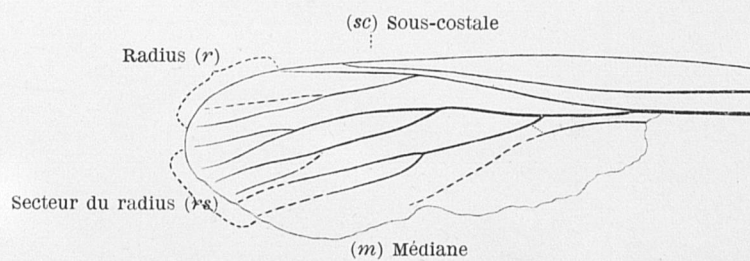 (sc) Sous-costale
Radius (r)
Secteur du radius (rs)
(m) Médiane